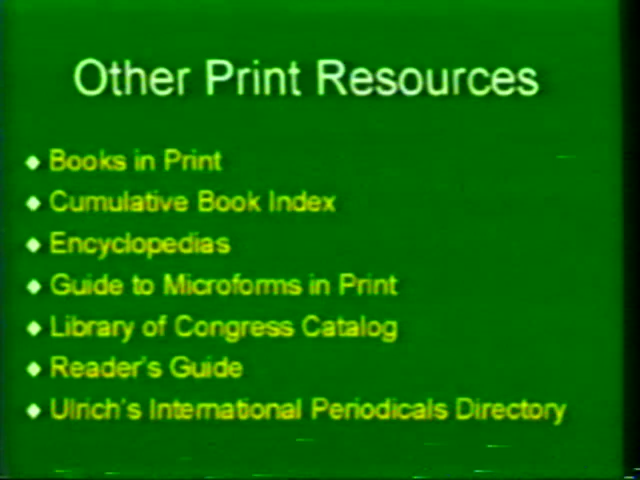 Other Print Resources
Books in Print
Cumulative Book Index
Encyclopedias
Guide to Microforms in Print
Library of Congress Catalog
Reader's Guide
Ulrich's International Periodicals Directory